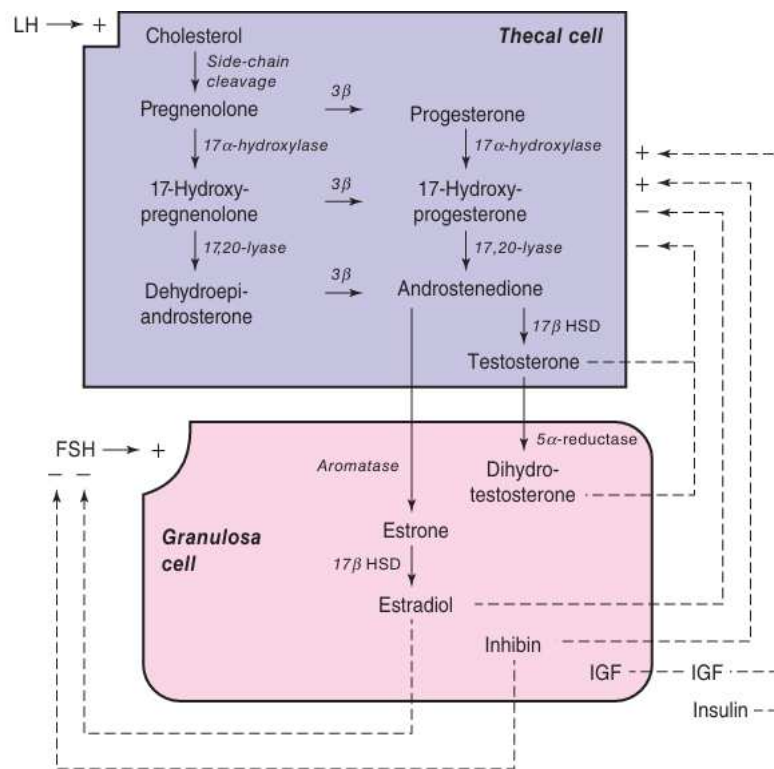 LH +
Cholesterol
Thecal cell
Side-chain
cleavage
Pregnenolone
3β
Progesterone
17α-hydroxylase
17α-hydroxylase
+
17-Hydroxy-
pregnenolone
3β
17-Hydroxy-
progesterone
+
–
17,20-lyase
17,20-lyase
–
Dehydroepi-
androsterone
3β
Androstenedione
17β HSD
Testosterone
FSH +
– –
5α-reductase
Aromatase
Dihydro-
testosterone
Granulosa
cell
Estrone
17β HSD
Estradiol
Inhibin
IGF IGF
Insulin